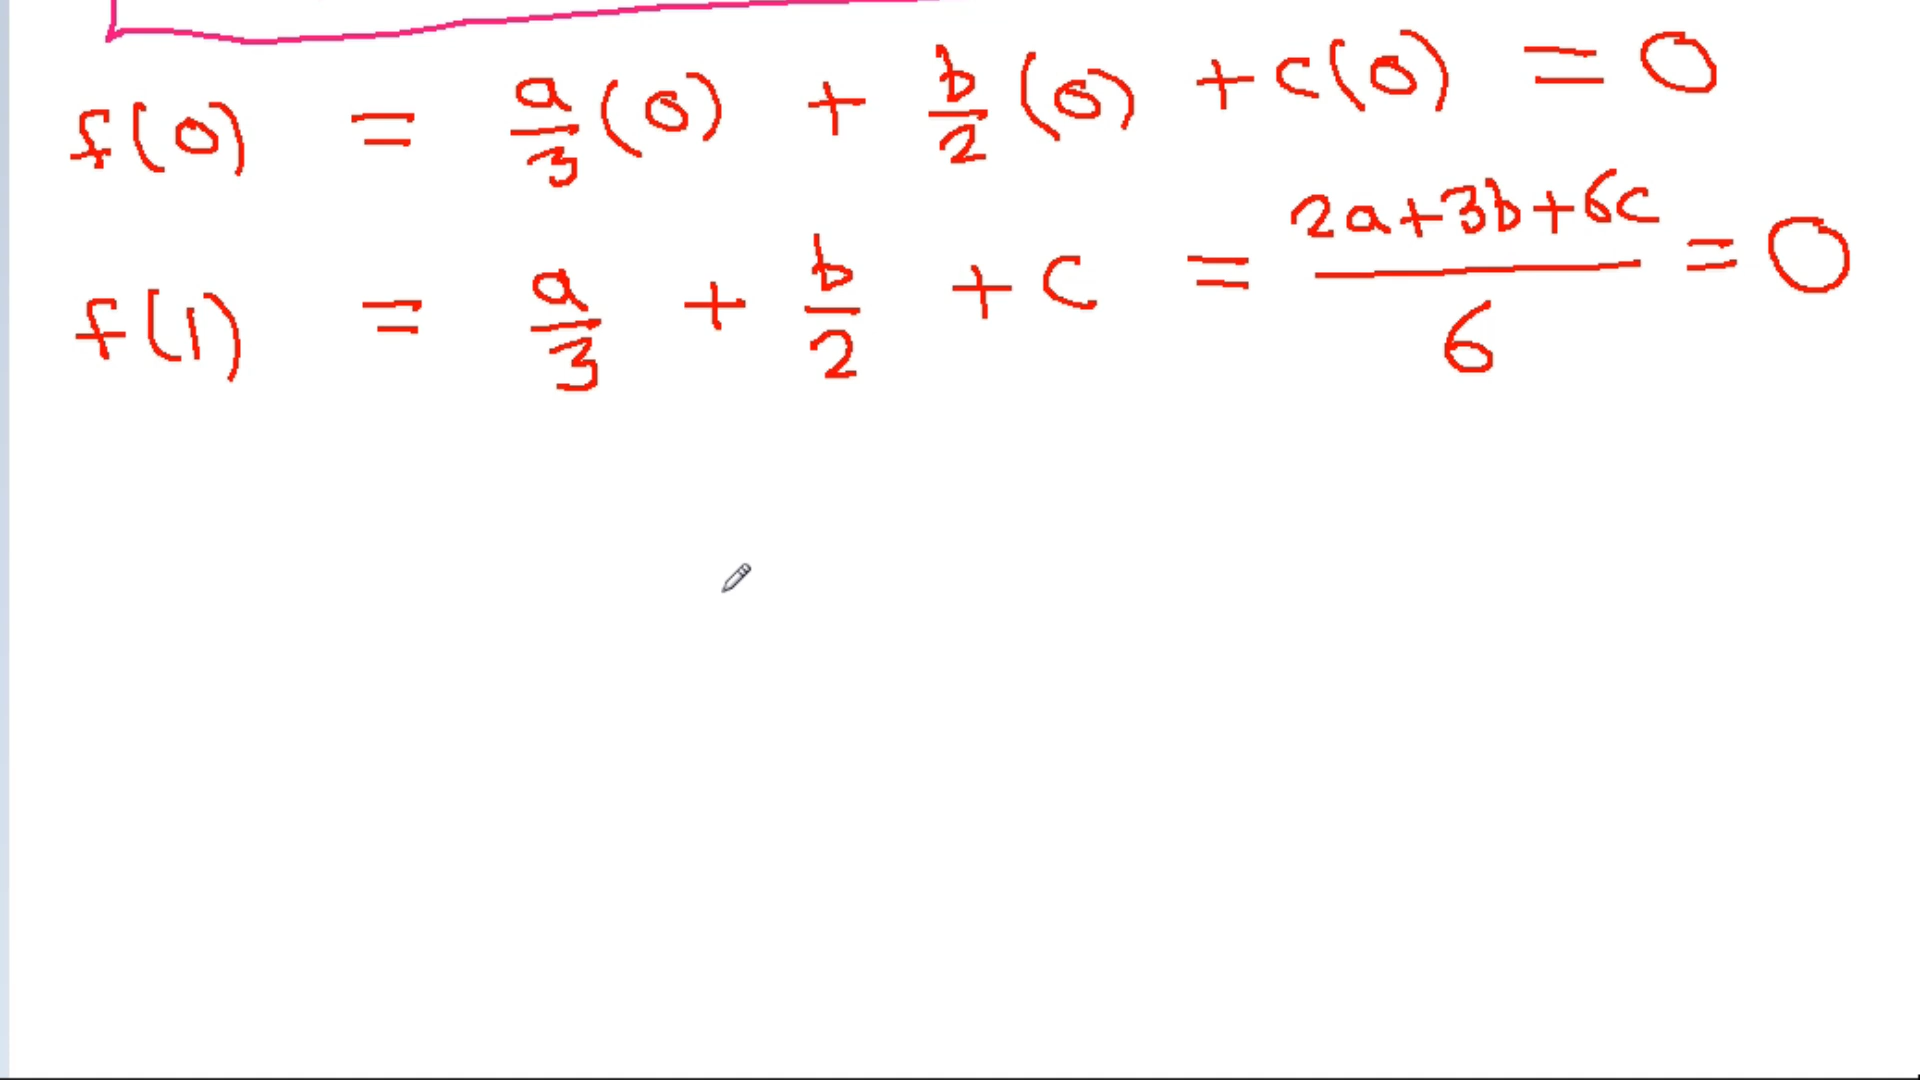 f(0) = a/3 (0) + b/2 (0) + c(0) = 0
f(1) = a/3 + b/2 + c = 2a+3b+6c/6 = 0